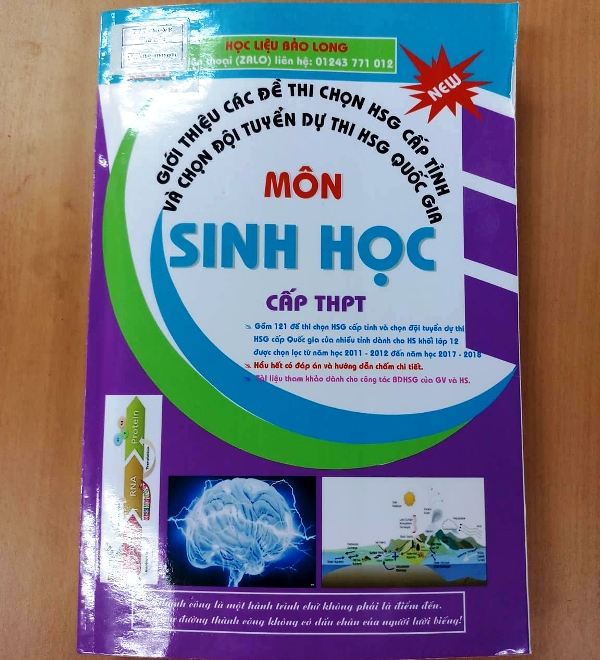 HỌC LIỆU BẢO LONG
thoại (ZALO) liên hệ: 01243 771 012
NEW
GIỚI THIỆU CÁC ĐỀ THI CHỌN HSG CẤP TỈNH
VÀ CHỌN ĐỘI TUYỂN DỰ THI HSG QUỐC GIA
MÔN
SINH HỌC
CẤP THPT
Gồm 121 đề thi chọn HSG cấp tỉnh và chọn đội tuyển dự thi
HSG cấp Quốc gia của nhiều tỉnh dành cho HS khối lớp 12
được chọn lọc từ năm học 2011 - 2012 đến năm học 2017 - 2018
Hầu hết có đáp án và hướng dẫn chấm chi tiết.
Tài liệu tham khảo dành cho công tác BDHSG của GV và HS.
Protein
RNA
công là một hành trình chứ không phải là điểm đến.
đường thành công không có dấu chân của người lười biếng!